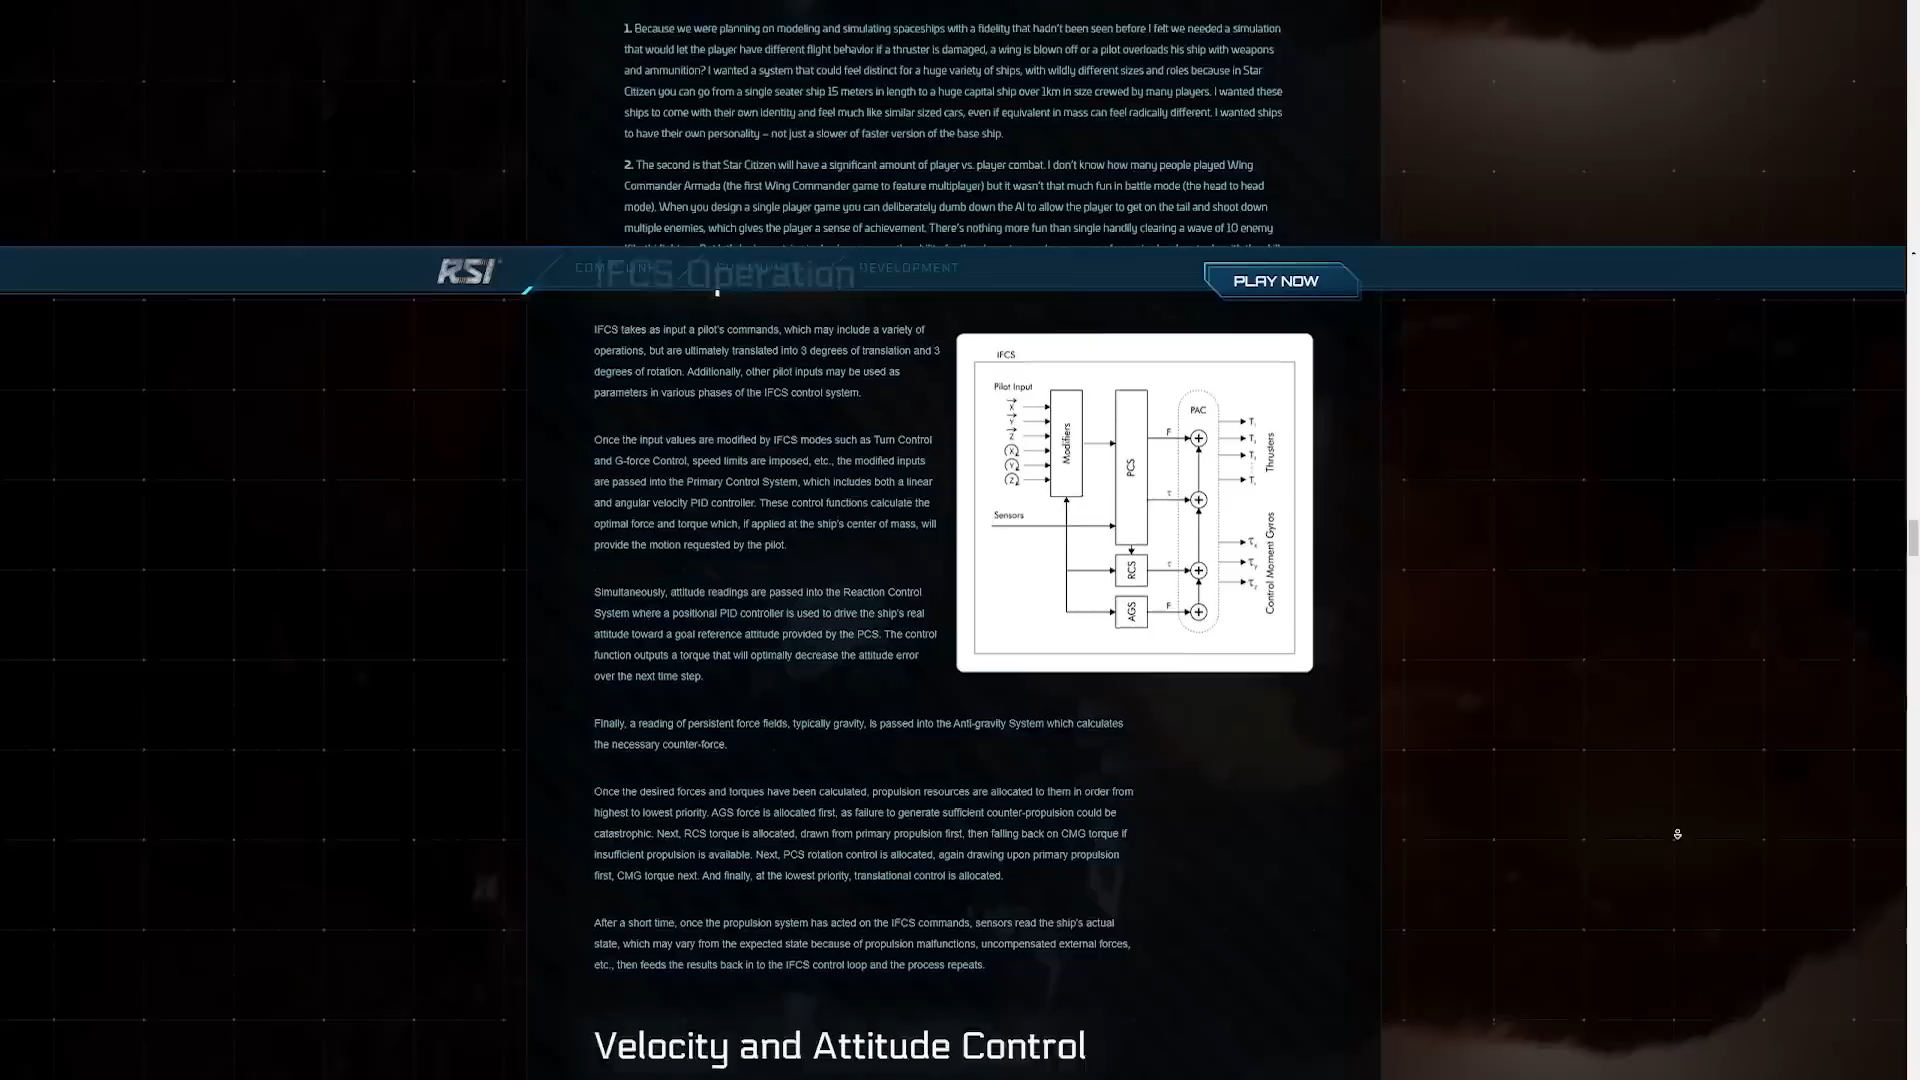 1. Because we were planning on modeling and simulating spaceships with a fidelity that hadn't been seen before I felt we needed a simulation
that would let the player have different flight behavior if a thruster is damaged, a wing is blown off or a pilot overloads his ship with weapons
and ammunition? I wanted a system that could feel distinct for a huge variety of ships, with wildly different sizes and roles because in Star
Citizen you can go from a single seater ship 15 meters in length to a huge capital ship over 1km in size crewed by many players. I wanted these
ships to come with their own identity and feel much like similar sized cars, even if equivalent in mass can feel radically different. I wanted ships
to have their own personality – not just a slower of faster version of the base ship.
2. The second is that Star Citizen will have a significant amount of player vs. player combat. I don't know how many people played Wing
Commander Armada (the first Wing Commander game to feature multiplayer) but it wasn't that much fun in battle mode (the head to head
mode). When you design a single player game you can deliberately dumb down the AI to allow the player to get on the tail and shoot down
multiple enemies, which gives the player a sense of achievement. There's nothing more fun than single handily clearing a wave of 10 enemy
RSI
IFCS Operation
DEVELOPMENT
PLAY NOW
IFCS takes as input a pilot's commands, which may include a variety of
operations, but are ultimately translated into 3 degrees of translation and 3
degrees of rotation. Additionally, other pilot inputs may be used as
parameters in various phases of the IFCS control system.
Once the input values are modified by IFCS modes such as Turn Control
and G-force Control, speed limits are imposed, etc., the modified inputs
are passed into the Primary Control System, which includes both a linear
and angular velocity PID controller. These control functions calculate the
optimal force and torque which, if applied at the ship's center of mass, will
provide the motion requested by the pilot.
Simultaneously, attitude readings are passed into the Reaction Control
System where a positional PID controller is used to drive the ship's real
attitude toward a goal reference attitude provided by the PCS. The control
function outputs a torque that will optimally decrease the attitude error
over the next time step.
IFCS
Pilot Input
X
Y
Z
X
Y
Z
Sensors
Modifiers
PCS
RCS
AGS
F
τ
τ
F
PAC
T
T
T
T
Thrusters
τx
τy
τz
Control Moment Gyros
Finally, a reading of persistent force fields, typically gravity, is passed into the Anti-gravity System which calculates
the necessary counter-force.
Once the desired forces and torques have been calculated, propulsion resources are allocated to them in order from
highest to lowest priority. AGS force is allocated first, as failure to generate sufficient counter-propulsion could be
catastrophic. Next, RCS torque is allocated, drawn from primary propulsion first, then falling back on CMG torque if
insufficient propulsion is available. Next, PCS rotation control is allocated, again drawing upon primary propulsion
first, CMG torque next. And finally, at the lowest priority, translational control is allocated.
After a short time, once the propulsion system has acted on the IFCS commands, sensors read the ship's actual
state, which may vary from the expected state because of propulsion malfunctions, uncompensated external forces,
etc., then feeds the results back in to the IFCS control loop and the process repeats.
Velocity and Attitude Control